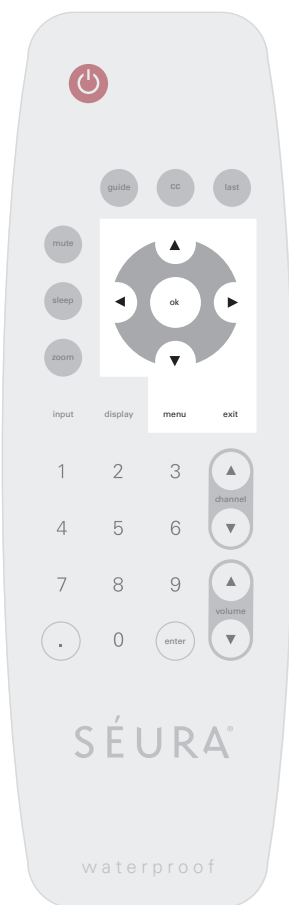 guide cc last
mute
sleep ok
zoom
input display menu exit
1 2 3
channel
4 5 6
7 8 9
volume
. 0 enter
SÉURA®
waterproof